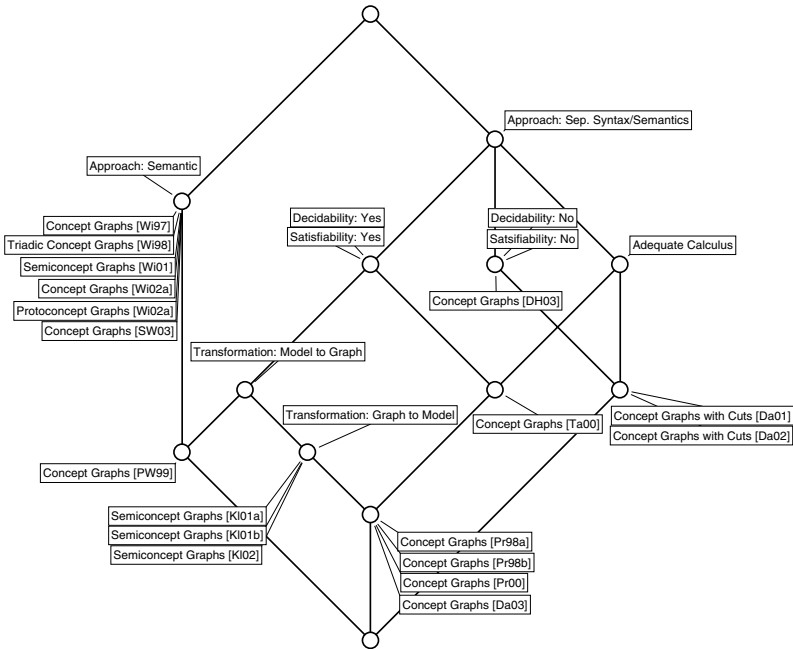 Approach: Sep. Syntax/Semantics
Approach: Semantic
Concept Graphs [Wi97]
Triadic Concept Graphs [Wi98]
Semiconcept Graphs [Wi01]
Concept Graphs [Wi02a]
Protoconcept Graphs [Wi02a]
Concept Graphs [SW03]
Decidability: Yes
Satisfiability: Yes
Decidability: No
Satsifiability: No
Adequate Calculus
Concept Graphs [DH03]
Transformation: Model to Graph
Transformation: Graph to Model
Concept Graphs [Ta00]
Concept Graphs with Cuts [Da01]
Concept Graphs with Cuts [Da02]
Concept Graphs [PW99]
Semiconcept Graphs [Kl01a]
Semiconcept Graphs [Kl01b]
Semiconcept Graphs [Kl02]
Concept Graphs [Pr98a]
Concept Graphs [Pr98b]
Concept Graphs [Pr00]
Concept Graphs [Da03]